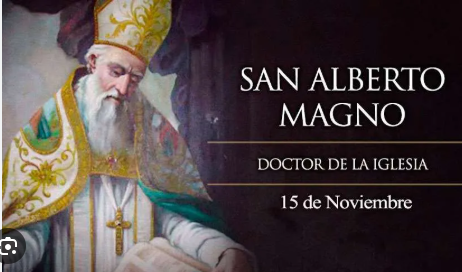 SAN ALBERTO
MAGNO
DOCTOR DE LA IGLESIA
15 de Noviembre